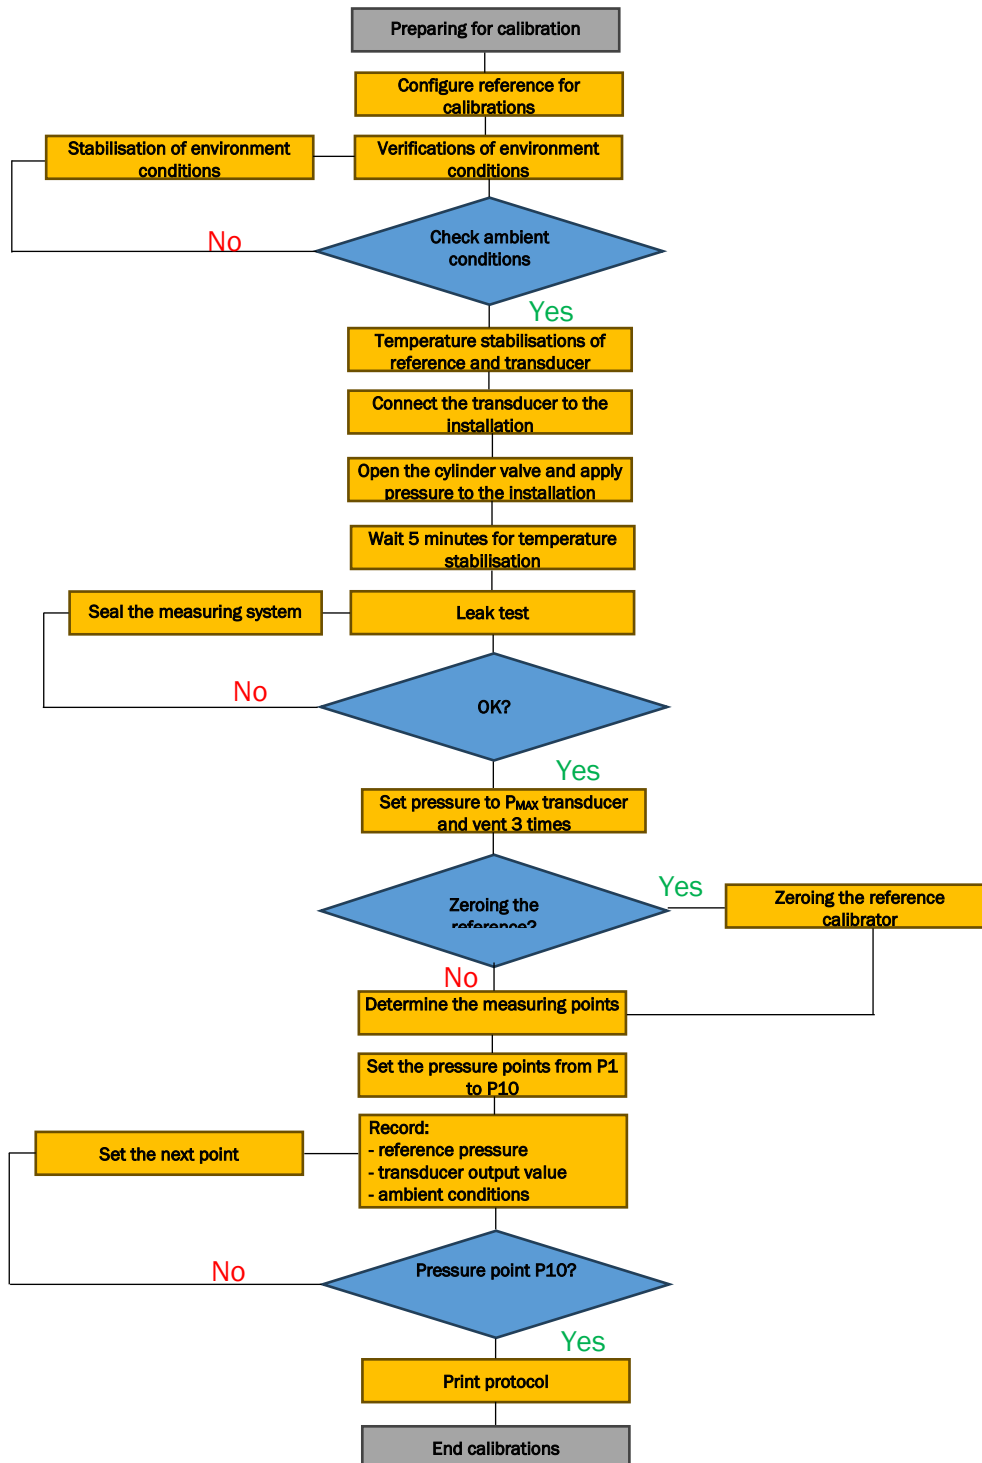 Preparing for calibration
Configure reference for
calibrations
Stabilisation of environment
conditions
Verifications of environment
conditions
Check ambient
conditions
No
Yes
Temperature stabilisations of
reference and transducer
Connect the transducer to the
installation
Open the cylinder valve and apply
pressure to the installation
Wait 5 minutes for temperature
stabilisation
Seal the measuring system
Leak test
No
OK?
Yes
Set pressure to PMAX transducer
and vent 3 times
Zeroing the
reference?
Yes
Zeroing the reference
calibrator
No
Determine the measuring points
Set the pressure points from P1
to P10
Set the next point
Record:
- reference pressure
- transducer output value
- ambient conditions
No
Pressure point P10?
Yes
Print protocol
End calibrations